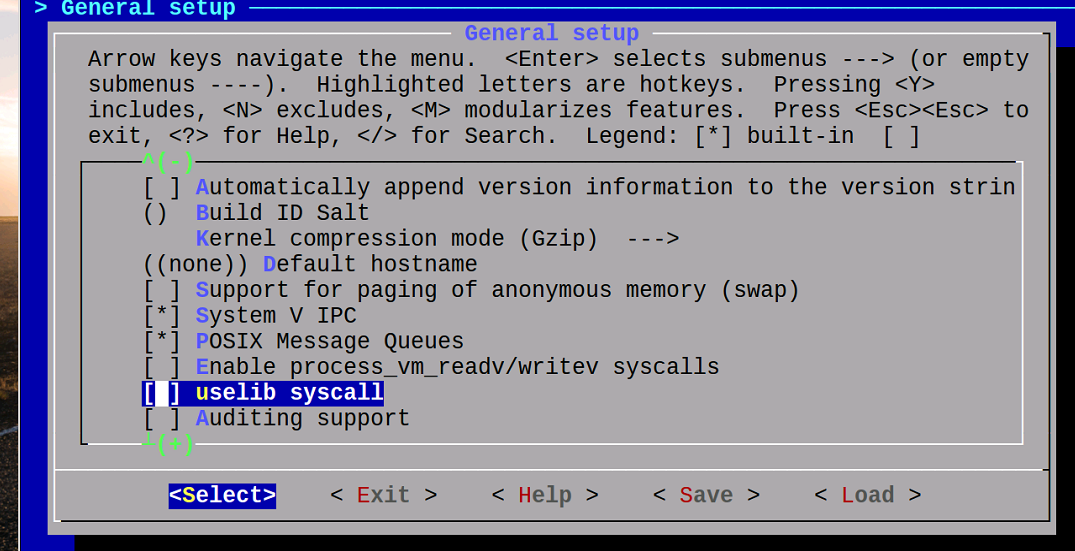 > General setup
General setup
Arrow keys navigate the menu.  <Enter> selects submenus ---> (or empty
submenus ----).  Highlighted letters are hotkeys.  Pressing <Y>
includes, <N> excludes, <M> modularizes features.  Press <Esc><Esc> to
exit, <?> for Help, </> for Search.  Legend: [*] built-in  [ ]
^(-)
[ ] Automatically append version information to the version strin
()  Build ID Salt
    Kernel compression mode (Gzip)  --->
((none)) Default hostname
[ ] Support for paging of anonymous memory (swap)
[*] System V IPC
[*] POSIX Message Queues
[ ] Enable process_vm_readv/writev syscalls
[ ] uselib syscall
[ ] Auditing support
┴(+)
<Select>    < Exit >    < Help >    < Save >    < Load >